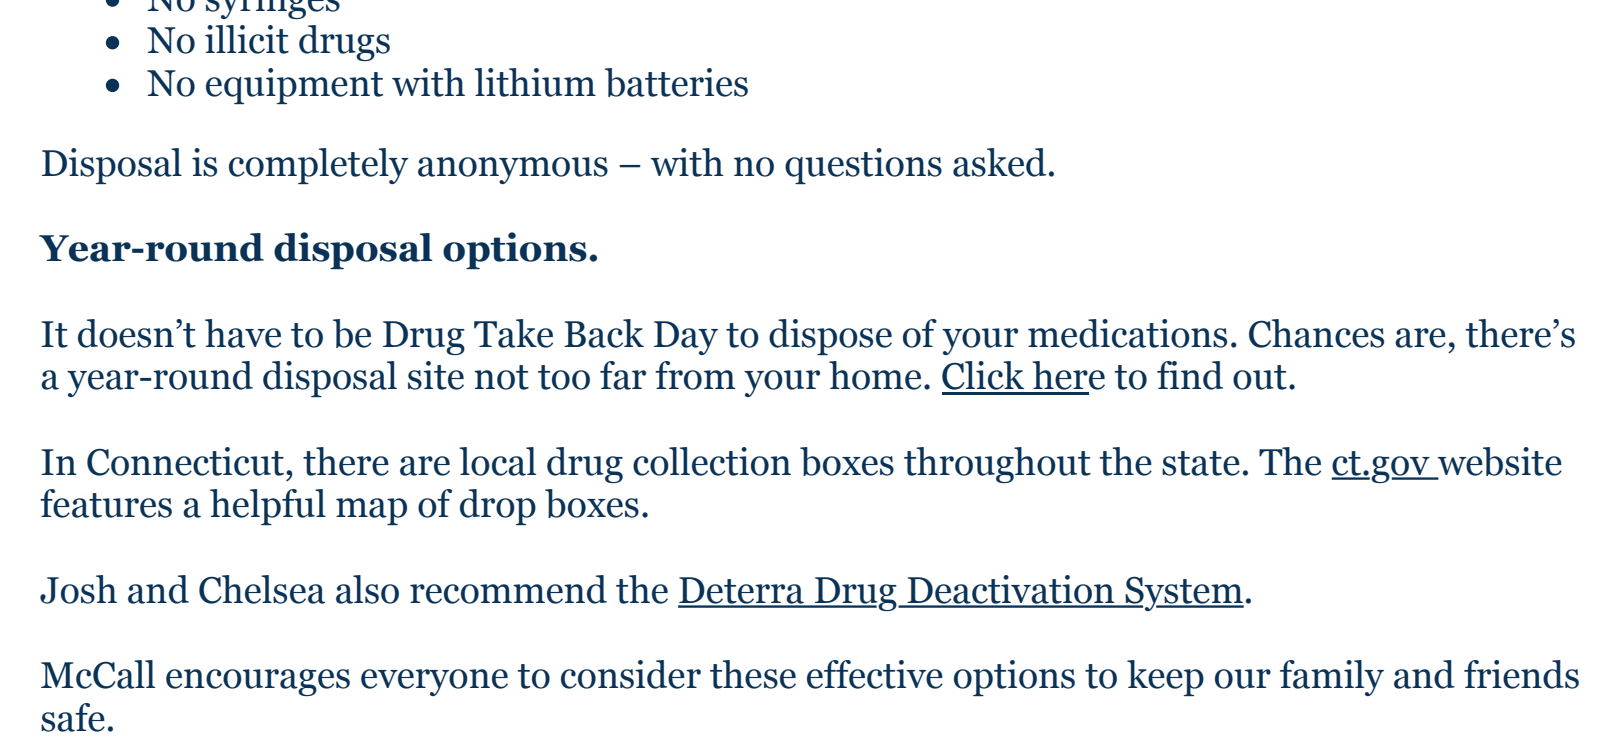 • No syringes
• No illicit drugs
• No equipment with lithium batteries
Disposal is completely anonymous – with no questions asked.
Year-round disposal options.
It doesn’t have to be Drug Take Back Day to dispose of your medications. Chances are, there’s
a year-round disposal site not too far from your home. Click here to find out.
In Connecticut, there are local drug collection boxes throughout the state. The ct.gov website
features a helpful map of drop boxes.
Josh and Chelsea also recommend the Deterra Drug Deactivation System.
McCall encourages everyone to consider these effective options to keep our family and friends
safe.